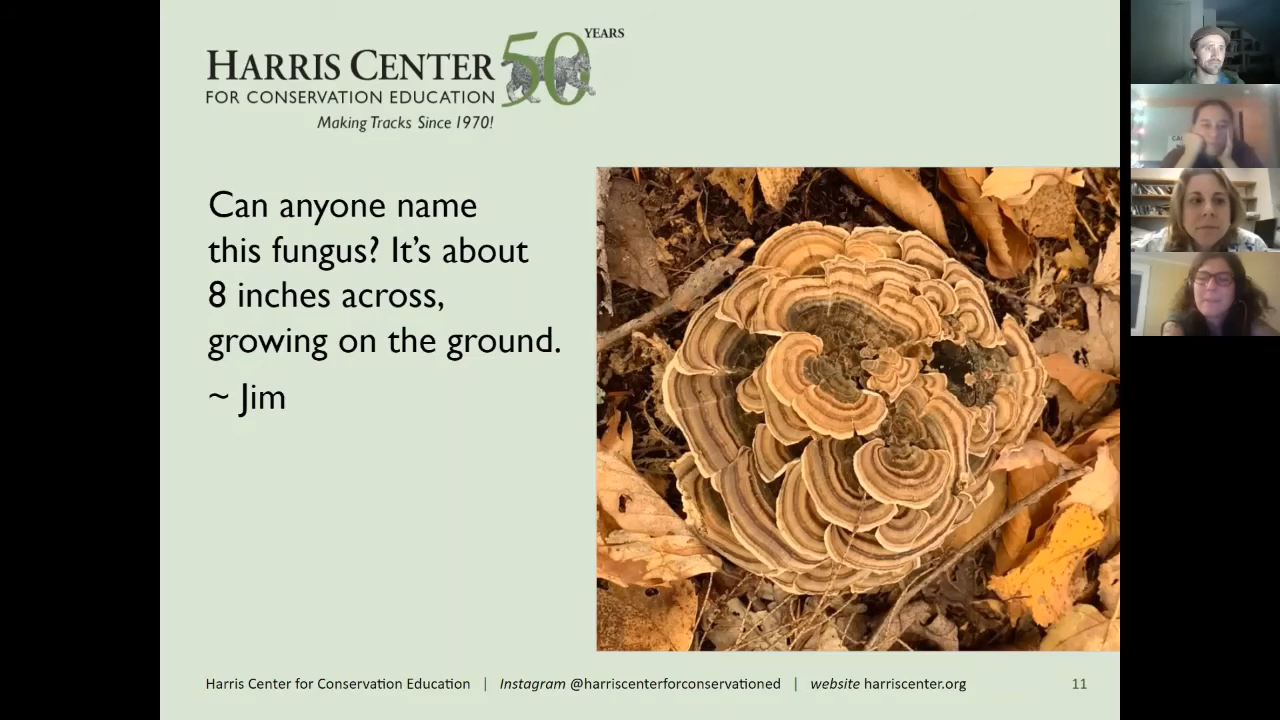 HARRIS CENTER 50 YEARS
FOR CONSERVATION EDUCATION
Making Tracks Since 1970!
Can anyone name
this fungus? It’s about
8 inches across,
growing on the ground.
~ Jim
Harris Center for Conservation Education | Instagram @harriscenterforconservationed | website harriscenter.org 11